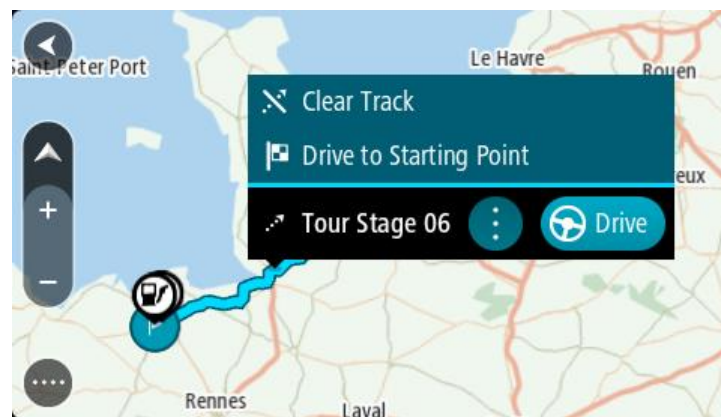 Saint Peter Port
Le Havre
Rouen
Clear Track
Drive to Starting Point
eux
Tour Stage 06
Drive
Rennes
Laval